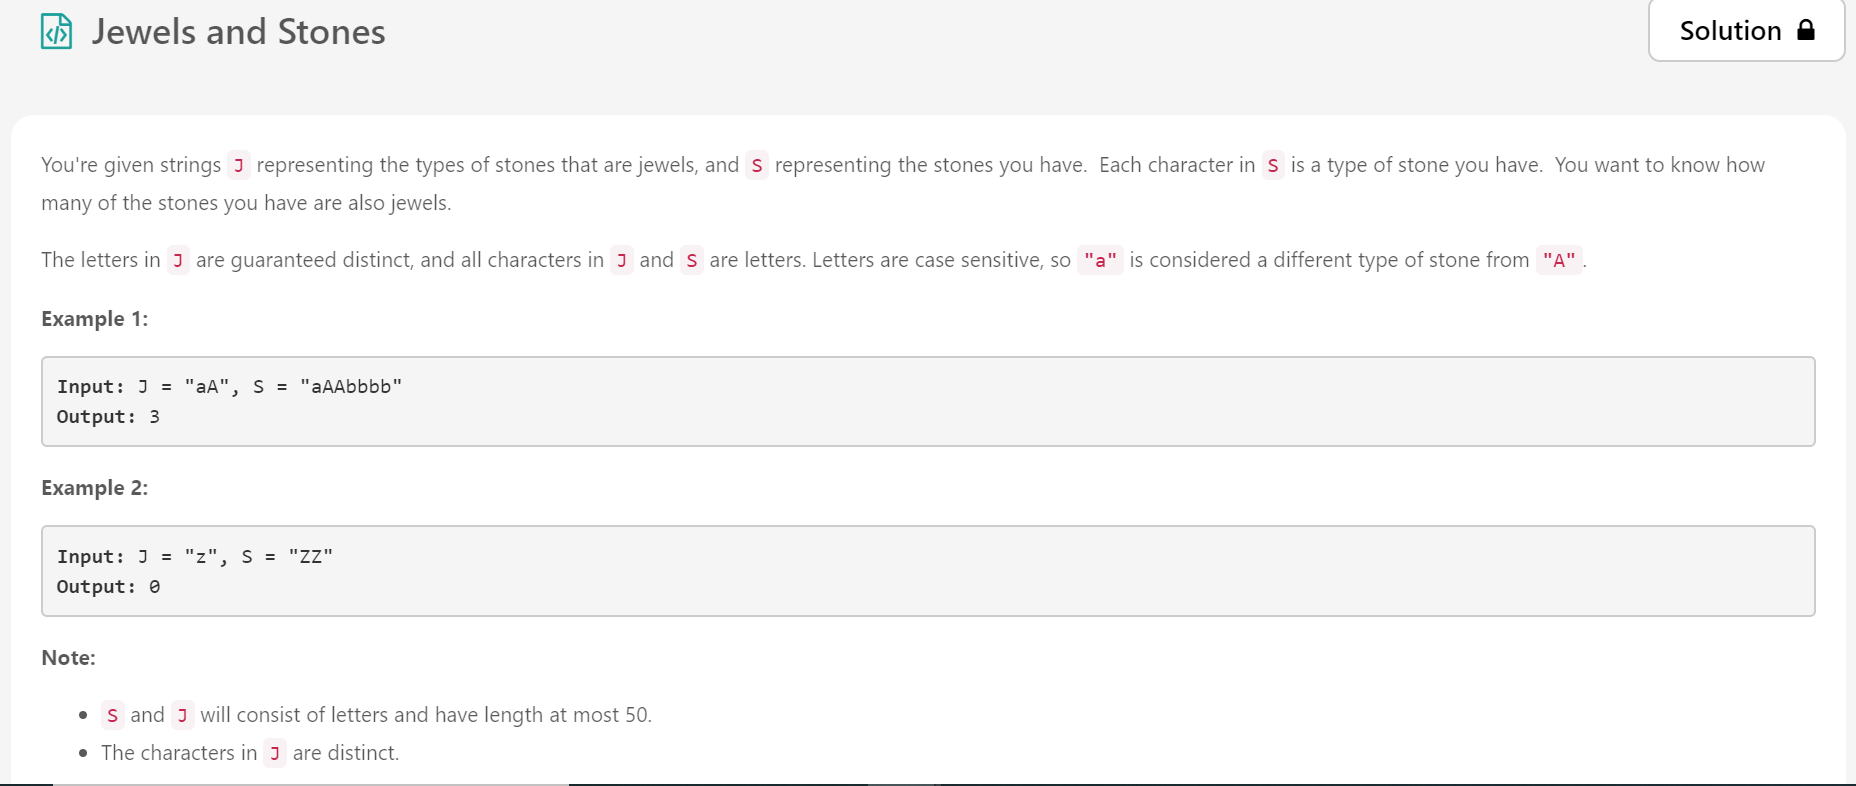 Jewels and Stones
Solution
You're given strings J representing the types of stones that are jewels, and S representing the stones you have. Each character in S is a type of stone you have. You want to know how
many of the stones you have are also jewels.
The letters in J are guaranteed distinct, and all characters in J and S are letters. Letters are case sensitive, so "a" is considered a different type of stone from "A".
Example 1:
Input: J = "aA", S = "aAAbbbb"
Output: 3
Example 2:
Input: J = "z", S = "ZZ"
Output: 0
Note:
• S and J will consist of letters and have length at most 50.
• The characters in J are distinct.